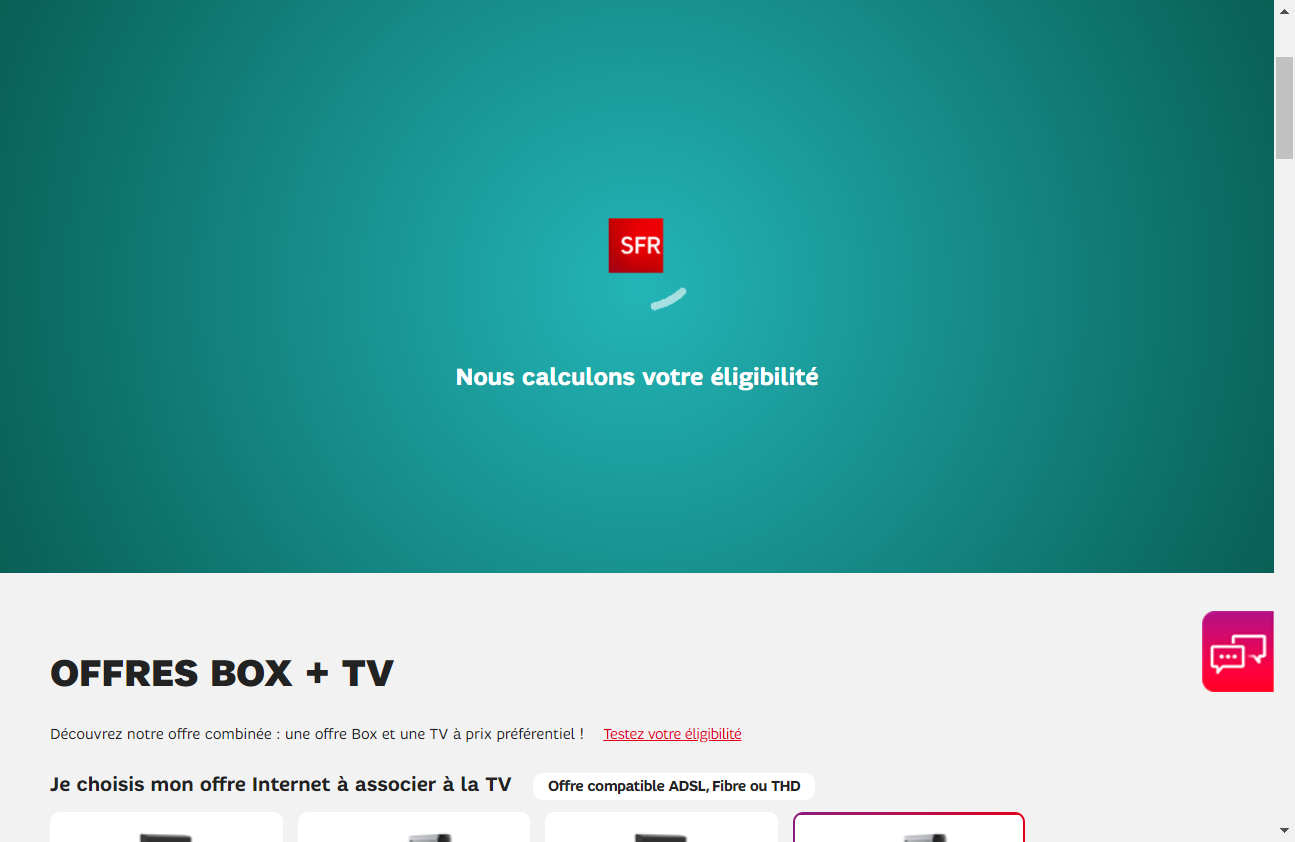 SFR
Nous calculons votre éligibilité
OFFRES BOX + TV
Découvrez notre offre combinée : une offre Box et une TV à prix préférentiel ! Testez votre éligibilité
Je choisis mon offre Internet à associer à la TV Offre compatible ADSL, Fibre ou THD